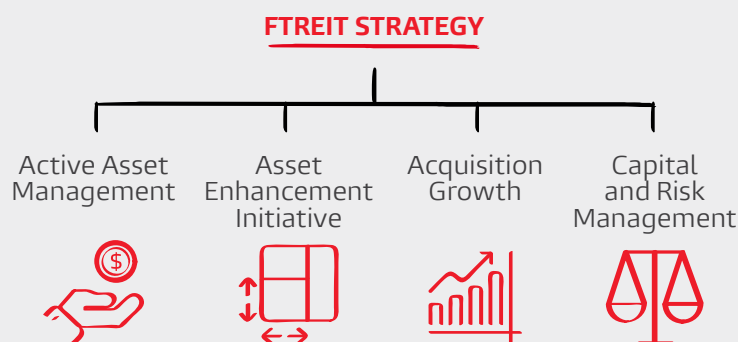 FTREIT STRATEGY
Active Asset
Management
Asset
Enhancement
Initiative
Acquisition
Growth
Capital
and Risk
Management
$